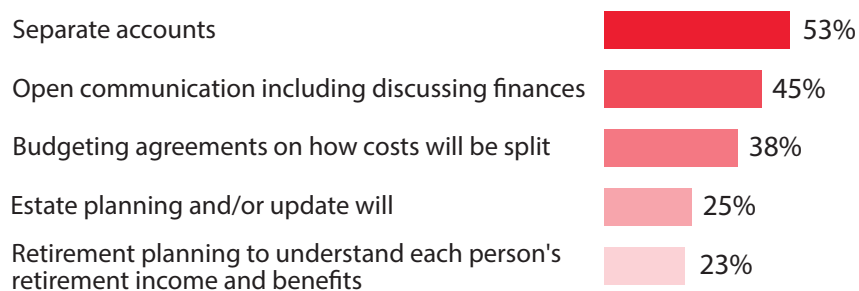 Separate accounts 53%
Open communication including discussing finances 45%
Budgeting agreements on how costs will be split 38%
Estate planning and/or update will 25%
Retirement planning to understand each person's
retirement income and benefits 23%